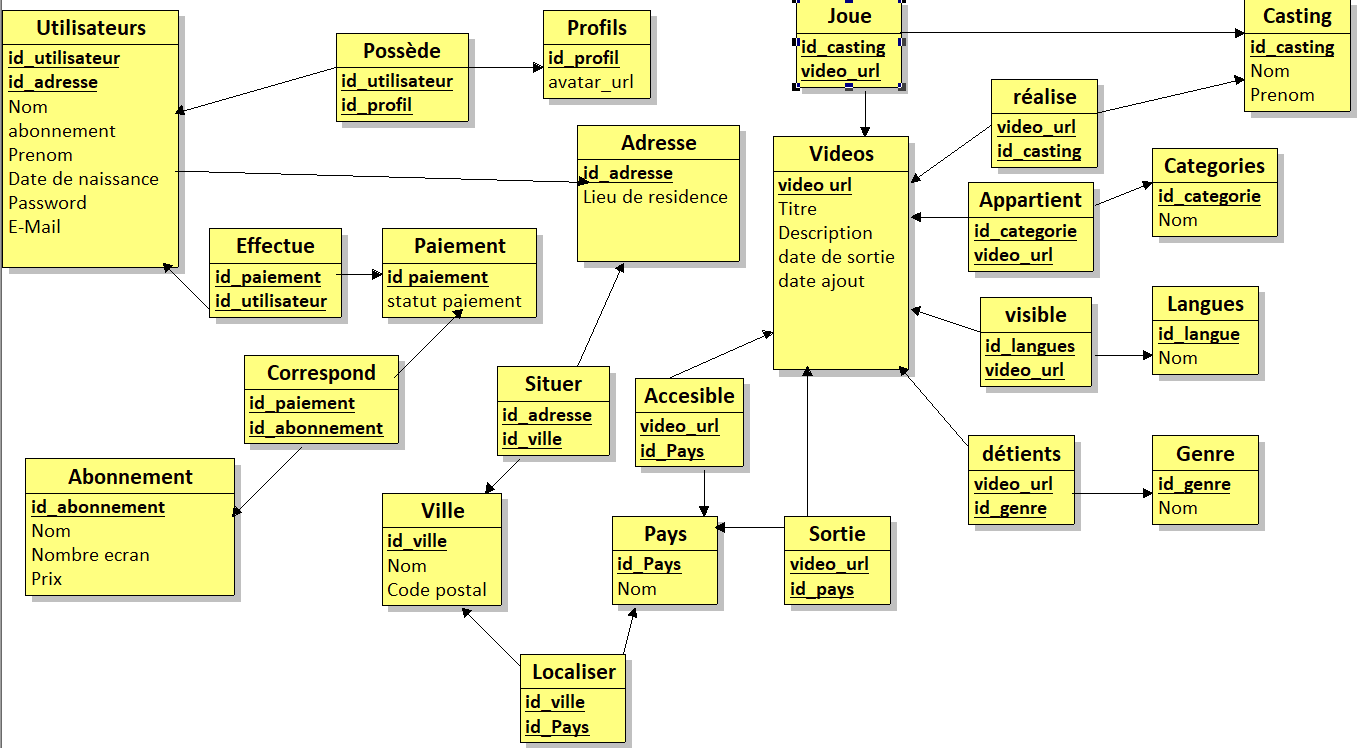 Utilisateurs
id_utilisateur
id_adresse
Nom
abonnement
Prenom
Date de naissance
Password
E-Mail
Possède
id_utilisateur
id_profil
Profils
id_profil
avatar_url
Joue
id_casting
video_url
Casting
id_casting
Nom
Prenom
réalise
video_url
id_casting
Adresse
id_adresse
Lieu de residence
Videos
video url
Titre
Description
date de sortie
date ajout
Appartient
id_categorie
video_url
Categories
id_categorie
Nom
Effectue
id_paiement
id_utilisateur
Paiement
id paiement
statut paiement
visible
id_langues
video_url
Langues
id_langue
Nom
Correspond
id_paiement
id_abonnement
Situer
id_adresse
id_ville
Accesible
video_url
id_Pays
détients
video_url
id_genre
Genre
id_genre
Nom
Abonnement
id_abonnement
Nom
Nombre ecran
Prix
Ville
id_ville
Nom
Code postal
Pays
id_Pays
Nom
Sortie
video_url
id_pays
Localiser
id_ville
id_Pays